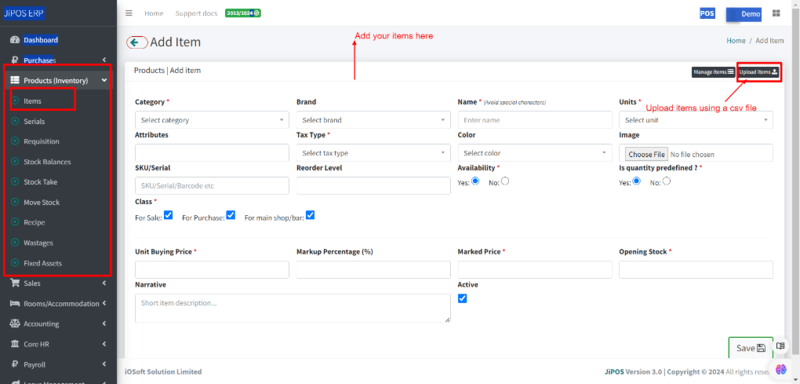 JiPOS ERP
Home Support docs 2023/2024
POS Demo
Dashboard
Purchases
Products (Inventory)
Items
Serials
Requisition
Stock Balances
Stock Take
Move Stock
Recipe
Wastages
Fixed Assets
Sales
Rooms/Accommodation
Accounting
Core HR
Payroll
Leave Management
Add Item
Add your items here
Home / Add Item
Products | Add item
Manage Items Upload Items
Upload items using a csv file
Category * Brand Name * (Avoid special characters) Units *
Select category Select brand Enter name Select unit
Attributes Tax Type * Color Image
Select tax type Select color Choose File No file chosen
SKU/Serial Reorder Level Availability * Is quantity predefined ? *
SKU/Serial/Barcode etc Yes: No: Yes: No:
Class *
For Sale: For Purchase: For main shop/bar:
Unit Buying Price * Markup Percentage (%) Marked Price * Opening Stock *
Narrative Active
Short item description...
Save
iOSoft Solution Limited JiPOS Version 3.0 | Copyright © 2024 All rights reserved